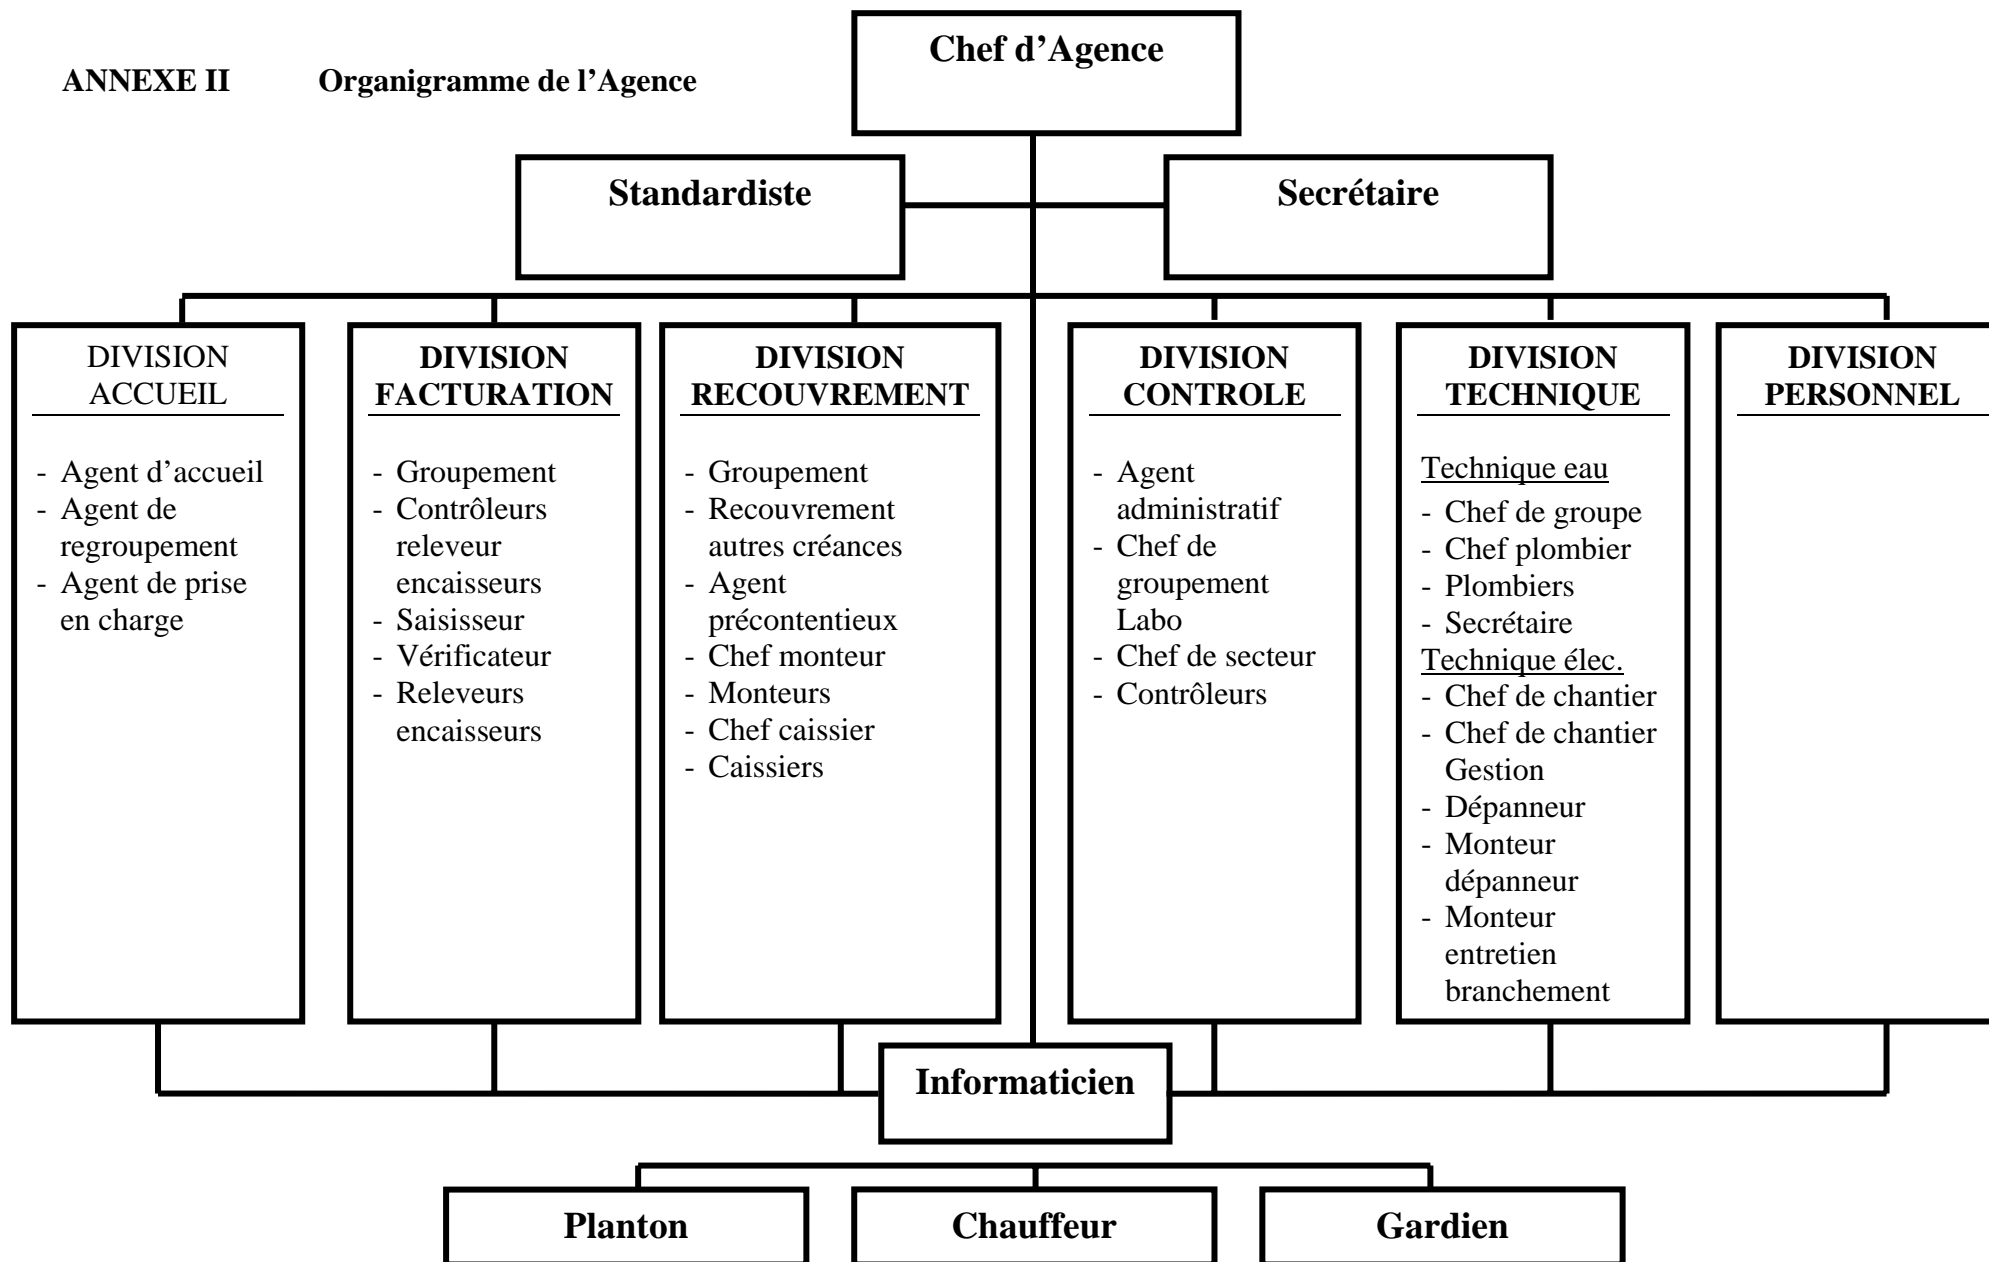 Chef d’Agence
ANNEXE II Organigramme de l’Agence
Standardiste
Secrétaire
DIVISION
ACCUEIL
- Agent d’accueil
- Agent de
regroupement
- Agent de prise
en charge
DIVISION
FACTURATION
- Groupement
- Contrôleurs
releveur
encaisseurs
- Saisisseur
- Vérificateur
- Releveurs
encaisseurs
DIVISION
RECOUVREMENT
- Groupement
- Recouvrement
autres créances
- Agent
précontentieux
- Chef monteur
- Monteurs
- Chef caissier
- Caissiers
DIVISION
CONTROLE
- Agent
administratif
- Chef de
groupement
Labo
- Chef de secteur
- Contrôleurs
DIVISION
TECHNIQUE
Technique eau
- Chef de groupe
- Chef plombier
- Plombiers
- Secrétaire
Technique élec.
- Chef de chantier
- Chef de chantier
Gestion
- Dépanneur
- Monteur
dépanneur
- Monteur
entretien
branchement
DIVISION
PERSONNEL
Informaticien
Planton
Chauffeur
Gardien